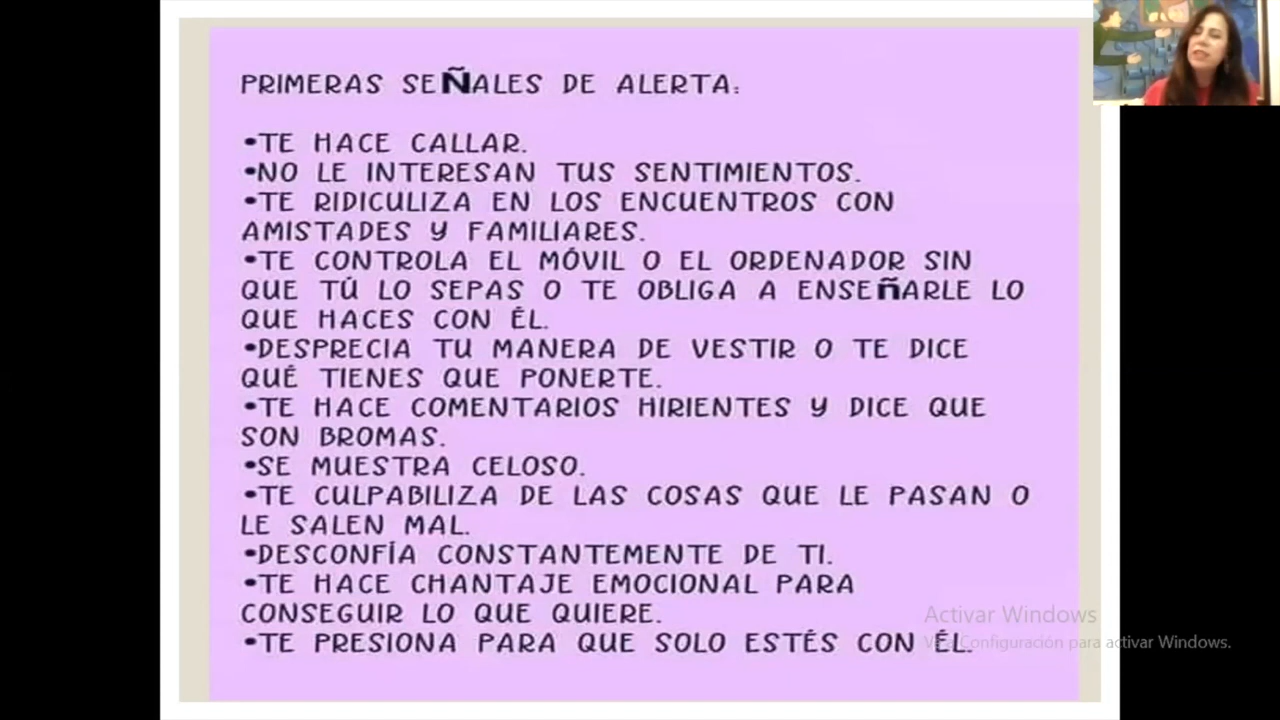 PRIMERAS SEÑALES DE ALERTA:
•TE HACE CALLAR.
•NO LE INTERESAN TUS SENTIMIENTOS.
•TE RIDICULIZA EN LOS ENCUENTROS CON
AMISTADES Y FAMILIARES.
•TE CONTROLA EL MÓVIL O EL ORDENADOR SIN
QUE TÚ LO SEPAS O TE OBLIGA A ENSEñARLE LO
QUE HACES CON ÉL.
•DESPRECIA TU MANERA DE VESTIR O TE DICE
QUÉ TIENES QUE PONERTE.
•TE HACE COMENTARIOS HIRIENTES Y DICE QUE
SON BROMAS.
•SE MUESTRA CELOSO.
•TE CULPABILIZA DE LAS COSAS QUE LE PASAN O
LE SALEN MAL.
•DESCONFÍA CONSTANTEMENTE DE TI.
•TE HACE CHANTAJE EMOCIONAL PARA
CONSEGUIR LO QUE QUIERE.
•TE PRESIONA PARA QUE SOLO ESTÉS CON ÉL.
Activar Windows
Ve a Configuración para activar Windows.